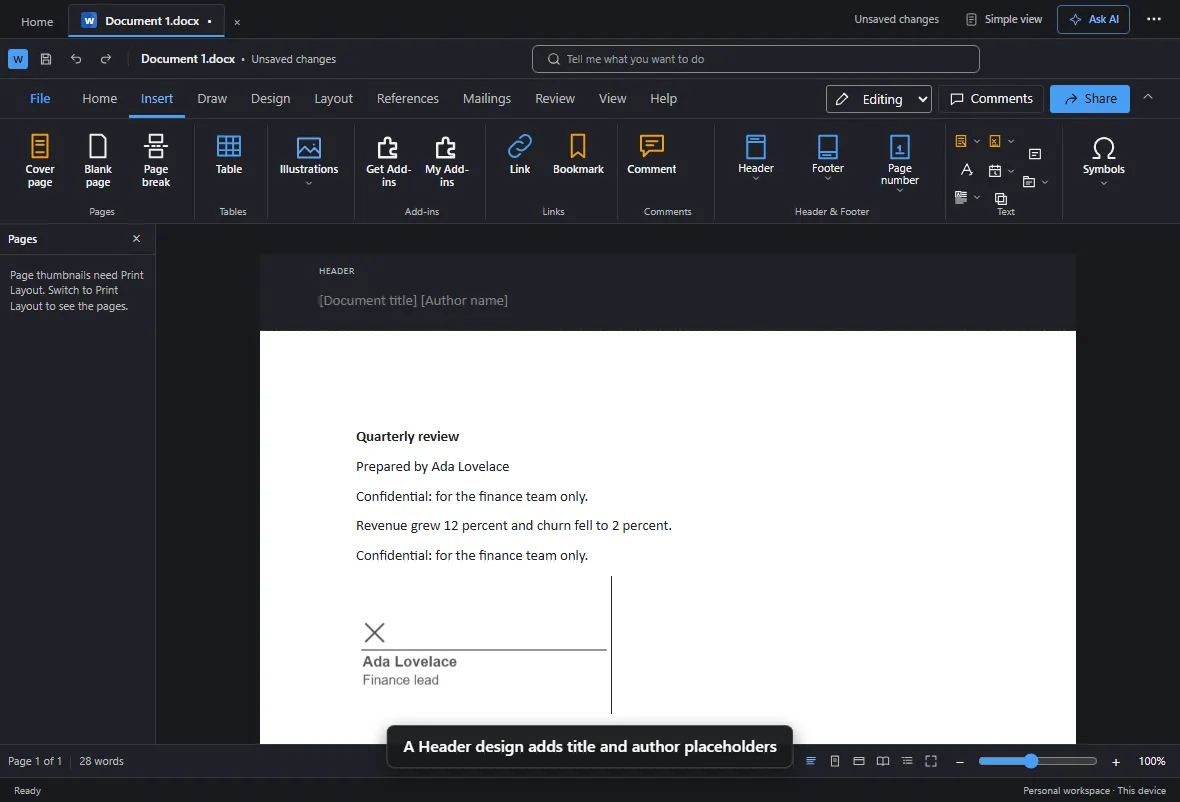 Home
W Document 1.docx •
Unsaved changes
Simple view
Ask AI
W Document 1.docx • Unsaved changes
Tell me what you want to do
File Home Insert Draw Design Layout References Mailings Review View Help
Editing
Comments
Share
Cover page
Blank page
Page break
Pages
Table
Tables
Illustrations
Get Add-ins
My Add-ins
Add-ins
Link
Bookmark
Links
Comment
Comments
Header
Footer
Page number
Header & Footer
Text
Symbols
Pages
Page thumbnails need Print
Layout. Switch to Print
Layout to see the pages.
HEADER
[Document title] [Author name]
Quarterly review
Prepared by Ada Lovelace
Confidential: for the finance team only.
Revenue grew 12 percent and churn fell to 2 percent.
Confidential: for the finance team only.
Ada Lovelace
Finance lead
A Header design adds title and author placeholders
Page 1 of 1 28 words
100%
Ready
Personal workspace · This device